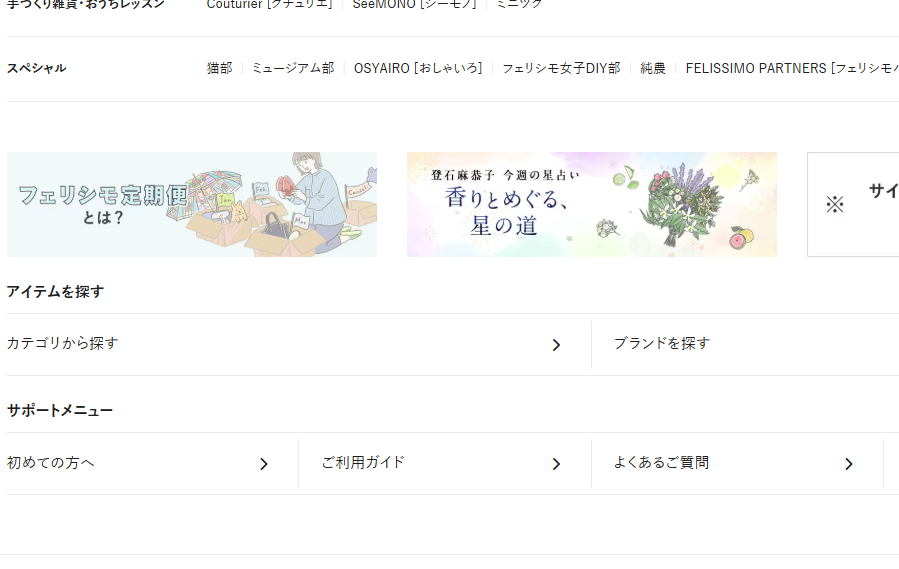 手づくり雑貨・おうちレッスン Couturier [クチュリエ] SeeMONO [シーモノ] ミニツク
スペシャル 猫部 ミュージアム部 OSYAIRO [おしゃいろ] フェリシモ女子DIY部 純農 FELISSIMO PARTNERS [フェリシモ
フェリシモ定期便
とは?
Jan
Feb
Mar
Couturier
登石麻恭子 今週の星占い
香りとめぐる、
星の道
※ サイ
アイテムを探す
カテゴリから探す ブランドを探す
サポートメニュー
初めての方へ ご利用ガイド よくあるご質問